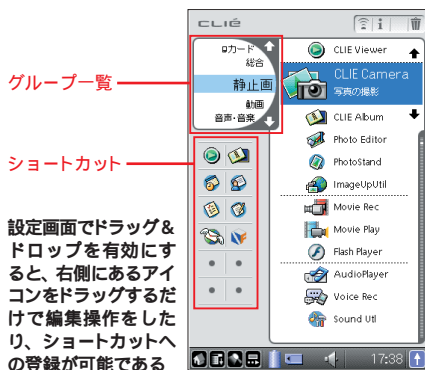 CLIÉ
ロカード
総合
静止画
動画
音声・音楽
グループ一覧
ショートカット
設定画面でドラッグ&
ドロップを有効にす
ると、右側にあるアイ
コンをドラッグするだ
けで編集操作をした
り、ショートカットへ
の登録が可能である
CLIE Viewer
CLIE Camera
写真の撮影
CLIE Album
Photo Editor
PhotoStand
ImageUpUtil
Movie Rec
Movie Play
Flash Player
AudioPlayer
Voice Rec
Sound Utl
17:38